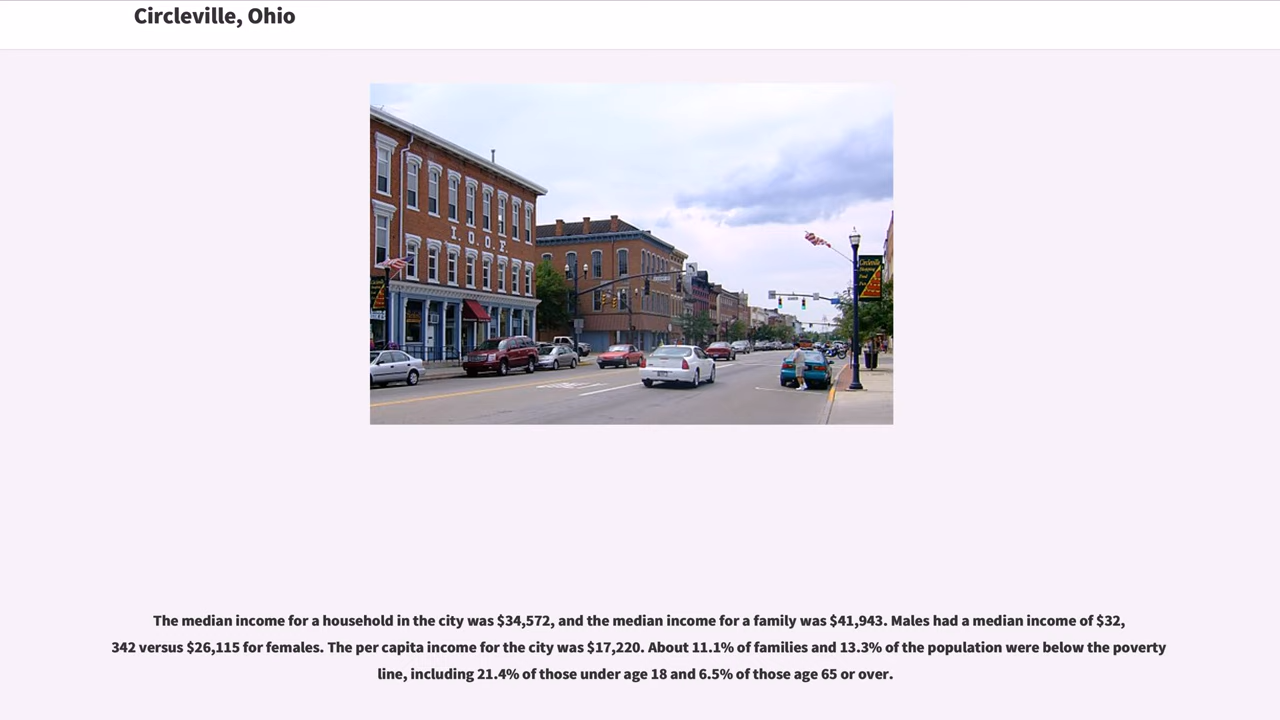 Circleville, Ohio
I. O. O. F.
Circleville
The median income for a household in the city was $34,572, and the median income for a family was $41,943. Males had a median income of $32,
342 versus $26,115 for females. The per capita income for the city was $17,220. About 11.1% of families and 13.3% of the population were below the poverty
line, including 21.4% of those under age 18 and 6.5% of those age 65 or over.